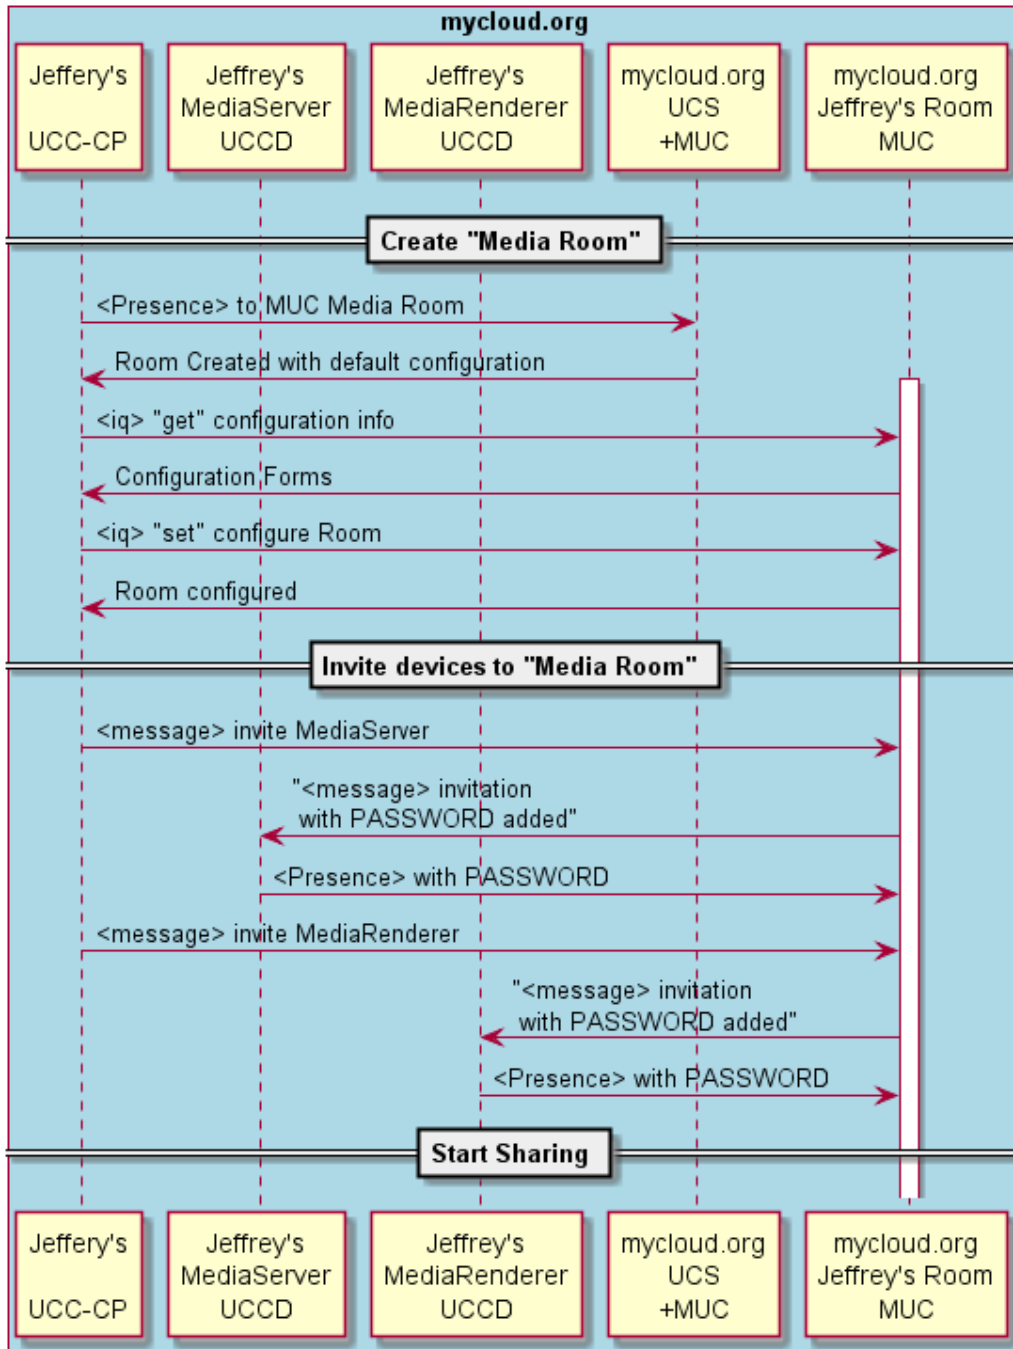 mycloud.org
Jeffery's
UCC-CP
Jeffrey's
MediaServer
UCCD
Jeffrey's
MediaRenderer
UCCD
mycloud.org
UCS
+MUC
mycloud.org
Jeffrey's Room
MUC
Create "Media Room"
<Presence> to MUC Media Room
Room Created with default configuration
<iq> "get" configuration info
Configuration Forms
<iq> "set" configure Room
Room configured
Invite devices to "Media Room"
<message> invite MediaServer
"<message> invitation
with PASSWORD added"
<Presence> with PASSWORD
<message> invite MediaRenderer
"<message> invitation
with PASSWORD added"
<Presence> with PASSWORD
Start Sharing
Jeffery's
UCC-CP
Jeffrey's
MediaServer
UCCD
Jeffrey's
MediaRenderer
UCCD
mycloud.org
UCS
+MUC
mycloud.org
Jeffrey's Room
MUC